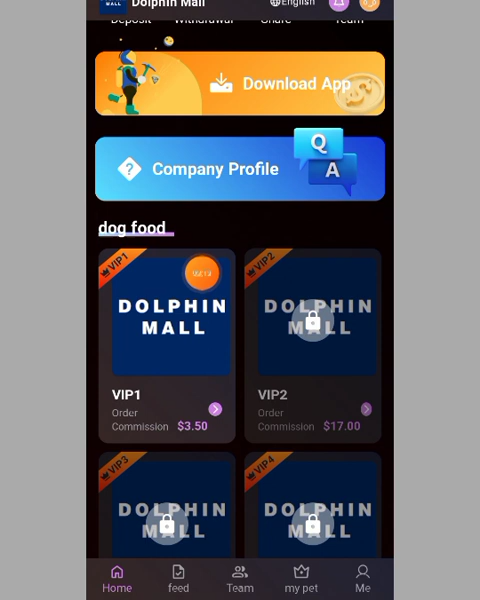 Dolphin Mall
English
MALL
Deposit Withdrawal Share Team
Download App
Company Profile
Q
A
?
dog food
VIP1
DOLPHIN
MALL
VIP1
Order
Commission $3.50
VIP2
DOLPHIN
MALL
VIP2
Order
Commission $17.00
VIP3
DOLPHIN
MALL
VIP4
DOLPHIN
MALL
Home feed Team my pet Me